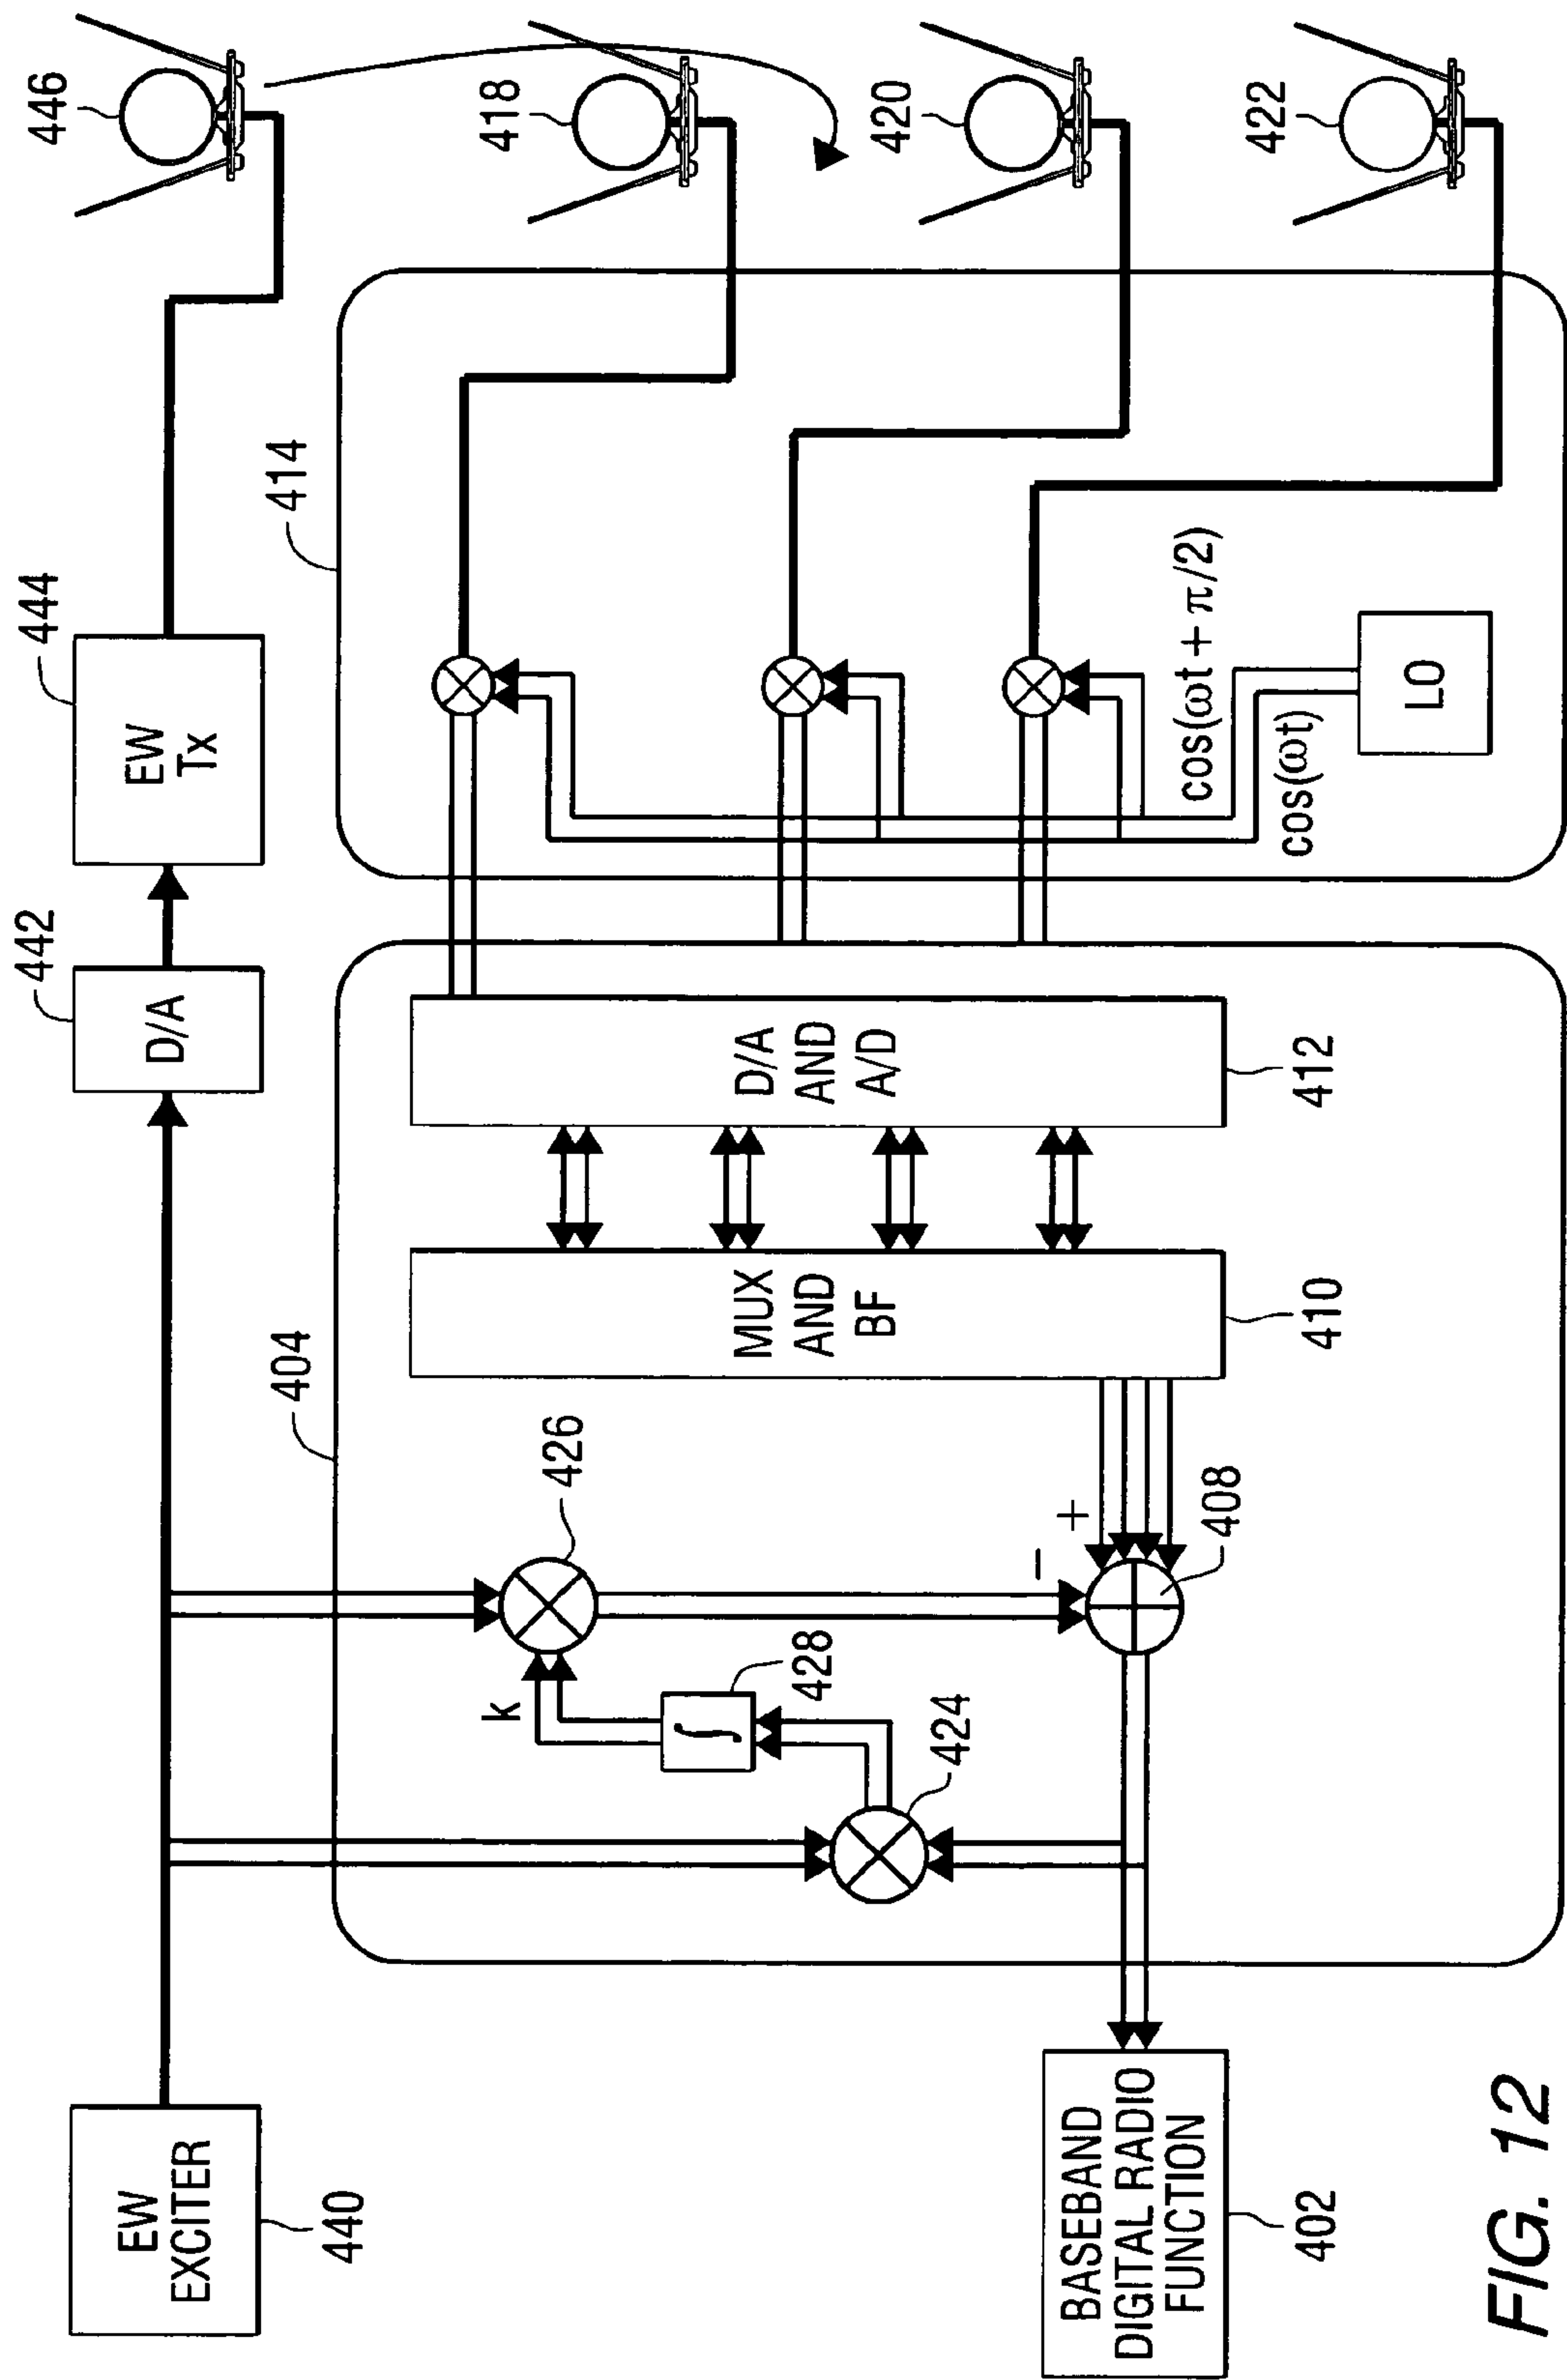 EW
EXCITER
440
D/A
442
EW
Tx
444
446
404
414
418
420
422
426
k
∫
428
424
−
+
408
MUX
AND
BF
410
D/A
AND
A/D
412
cos(ωt + π/2)
cos(ωt)
LO
BASEBAND
DIGITAL RADIO
FUNCTION
402
FIG. 12